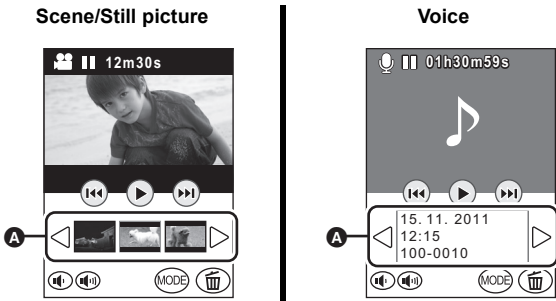 Scene/Still picture
12m30s
A
MODE
Voice
01h30m59s
A
15. 11. 2011
12:15
100-0010
MODE